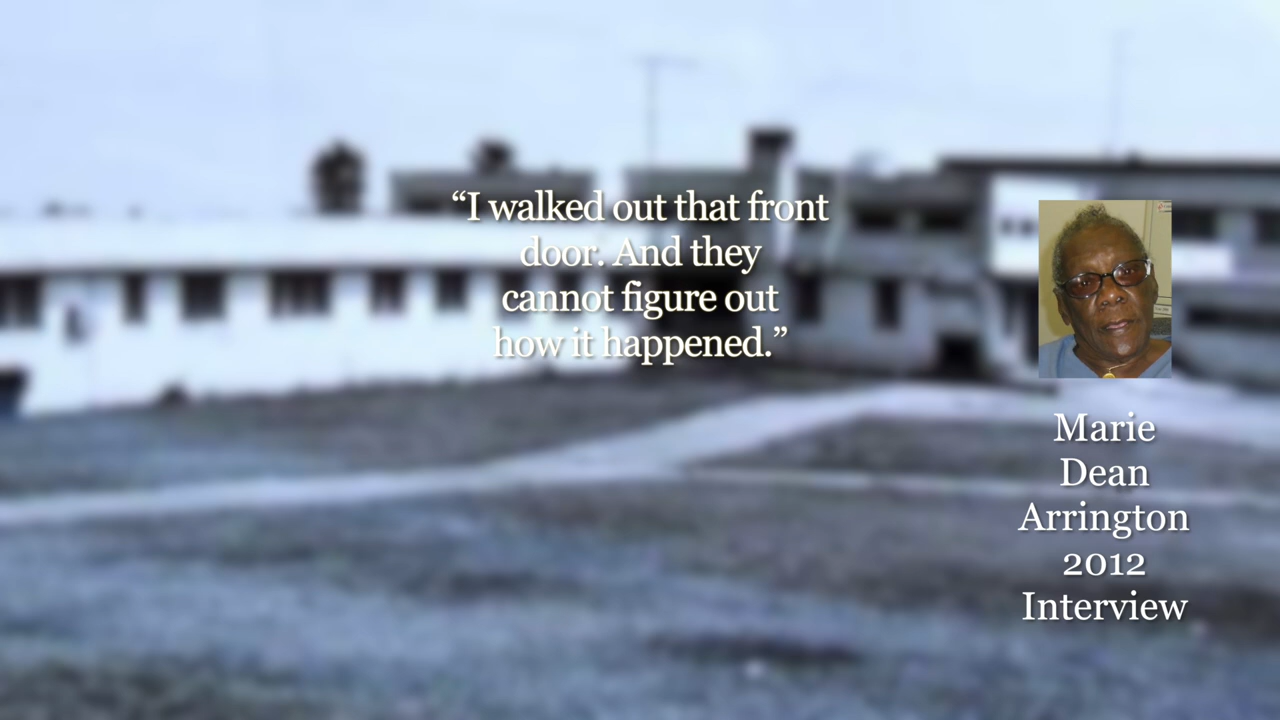 “I walked out that front
door. And they
cannot figure out
how it happened.”
Marie
Dean
Arrington
2012
Interview